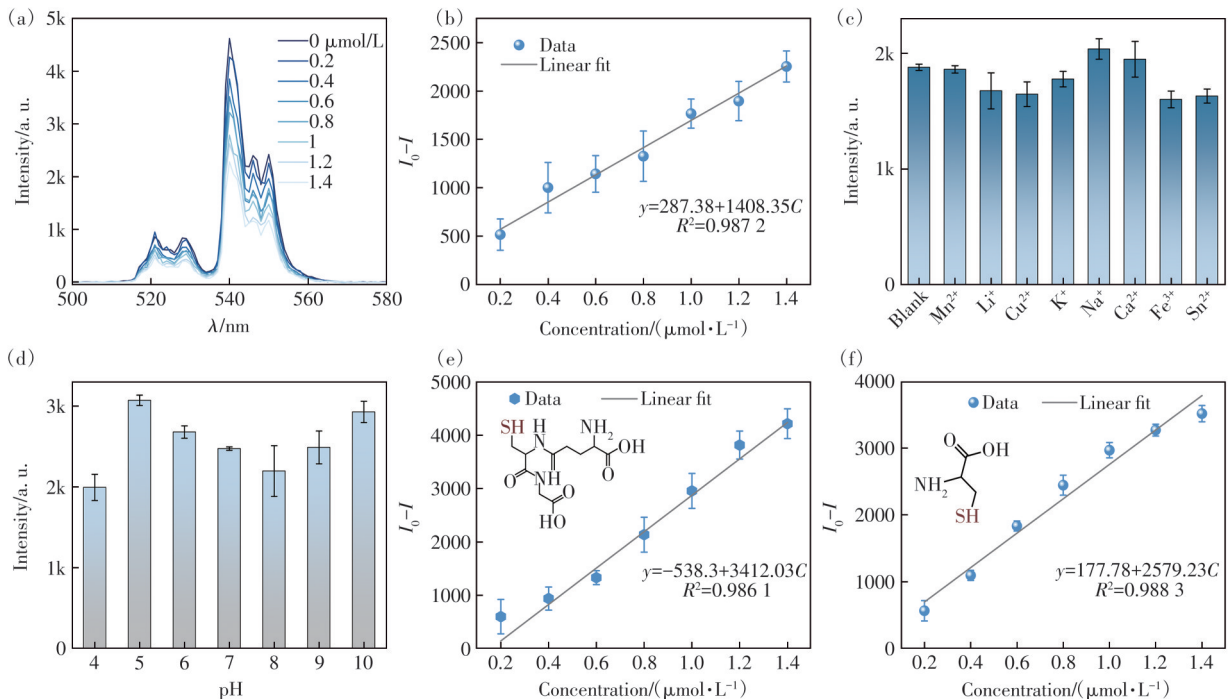 (a)
5k
4k
3k
2k
1k
0
Intensity/a. u.
500
520
540
560
580
λ/nm
0 μmol/L
0.2
0.4
0.6
0.8
1
1.2
1.4
(b)
2500
2000
1500
1000
500
0
I₀-I
Data
Linear fit
y=287.38+1408.35C
R²=0.987 2
0.2
0.4
0.6
0.8
1.0
1.2
1.4
Concentration/(μmol·L⁻¹)
(c)
2k
1k
0
Intensity/a. u.
Blank
Mn²⁺
Li⁺
Cu²⁺
K⁺
Na⁺
Ca²⁺
Fe³⁺
Sn²⁺
(d)
3k
2k
1k
0
Intensity/a. u.
4
5
6
7
8
9
10
pH
(e)
5000
4000
3000
2000
1000
0
I₀-I
Data
Linear fit
SH
H
N
NH₂
OH
O
O
H
NH
O
HO
y=-538.3+3412.03C
R²=0.986 1
0.2
0.4
0.6
0.8
1.0
1.2
1.4
Concentration/(μmol·L⁻¹)
(f)
4000
3000
2000
1000
0
I₀-I
Data
Linear fit
O
OH
NH₂
SH
y=177.78+2579.23C
R²=0.988 3
0.2
0.4
0.6
0.8
1.0
1.2
1.4
Concentration/(μmol·L⁻¹)